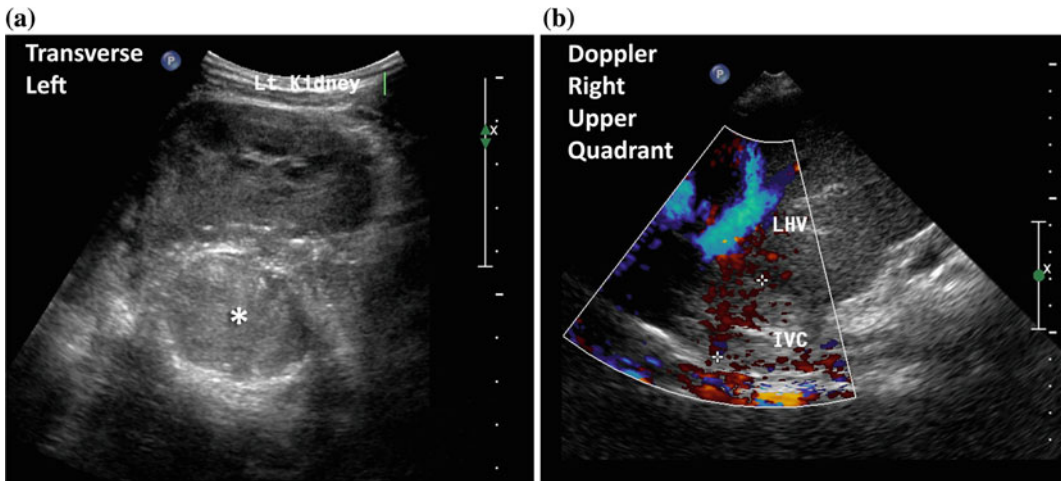 (a)
Transverse
Left
P
Lt Kidney
X
*
(b)
Doppler
Right
Upper
Quadrant
P
LHV
IVC
X